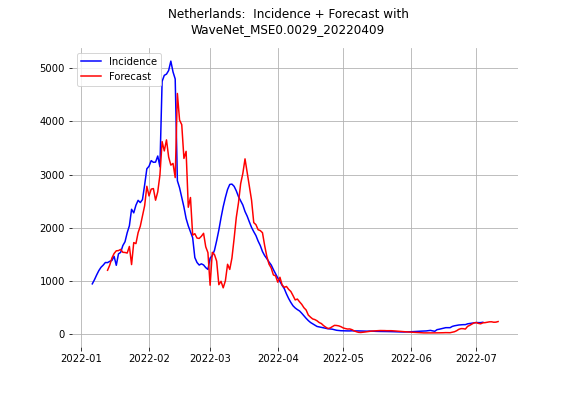 Netherlands:  Incidence + Forecast with
WaveNet_MSE0.0029_20220409
Incidence
Forecast
5000
4000
3000
2000
1000
0
2022-01 2022-02 2022-03 2022-04 2022-05 2022-06 2022-07